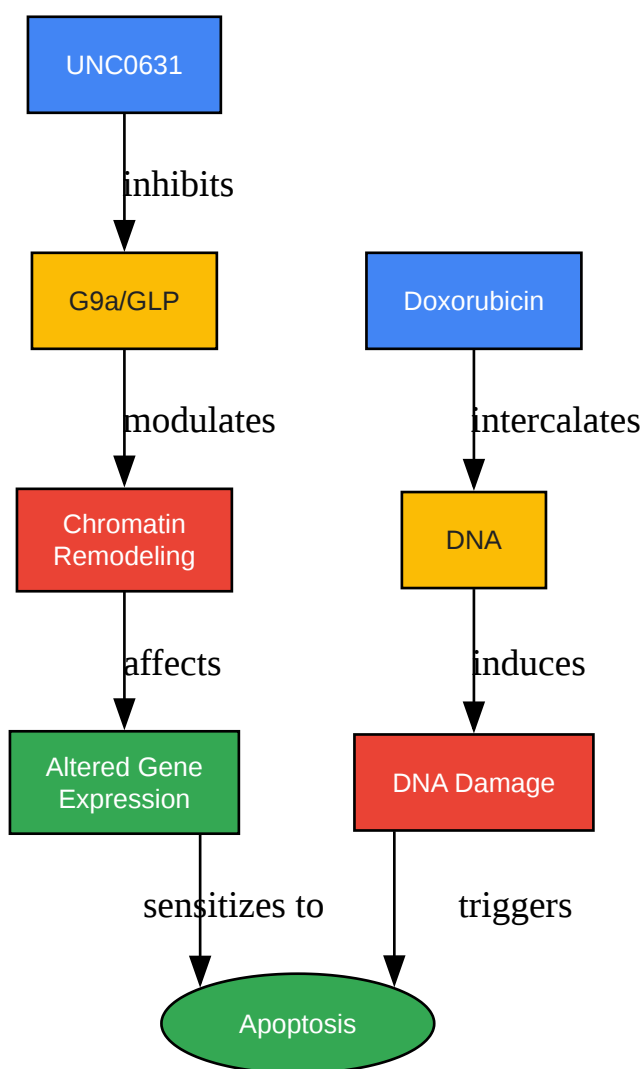 UNC0631
inhibits
G9a/GLP
Doxorubicin
modulates
intercalates
Chromatin
Remodeling
DNA
affects
induces
Altered Gene
Expression
DNA Damage
sensitizes to
triggers
Apoptosis